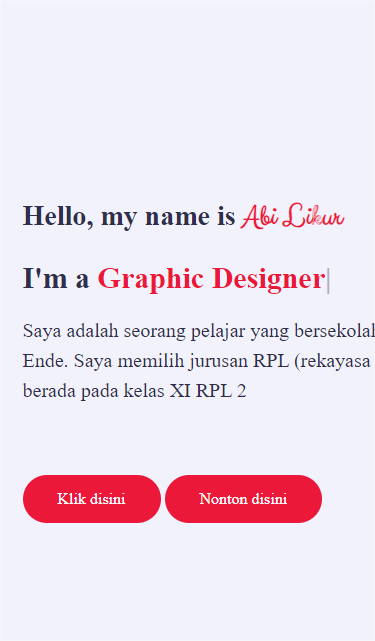 Hello, my name is Abi Likur
I'm a Graphic Designer|
Saya adalah seorang pelajar yang bersekolah
Ende. Saya memilih jurusan RPL (rekayasa
berada pada kelas XI RPL 2
Klik disini
Nonton disini